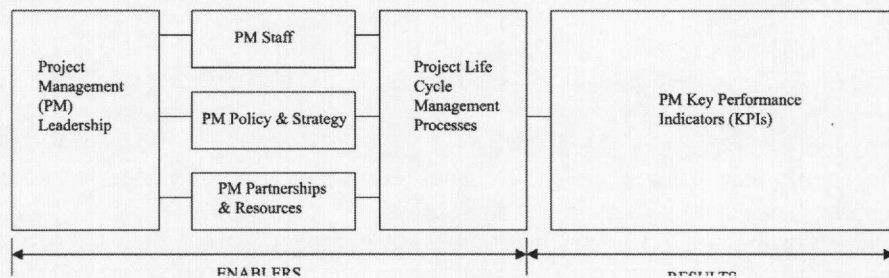 Project
Management
(PM)
Leadership
PM Staff
PM Policy & Strategy
PM Partnerships
& Resources
Project Life
Cycle
Management
Processes
PM Key Performance
Indicators (KPIs)
ENABLERS
RESULTS